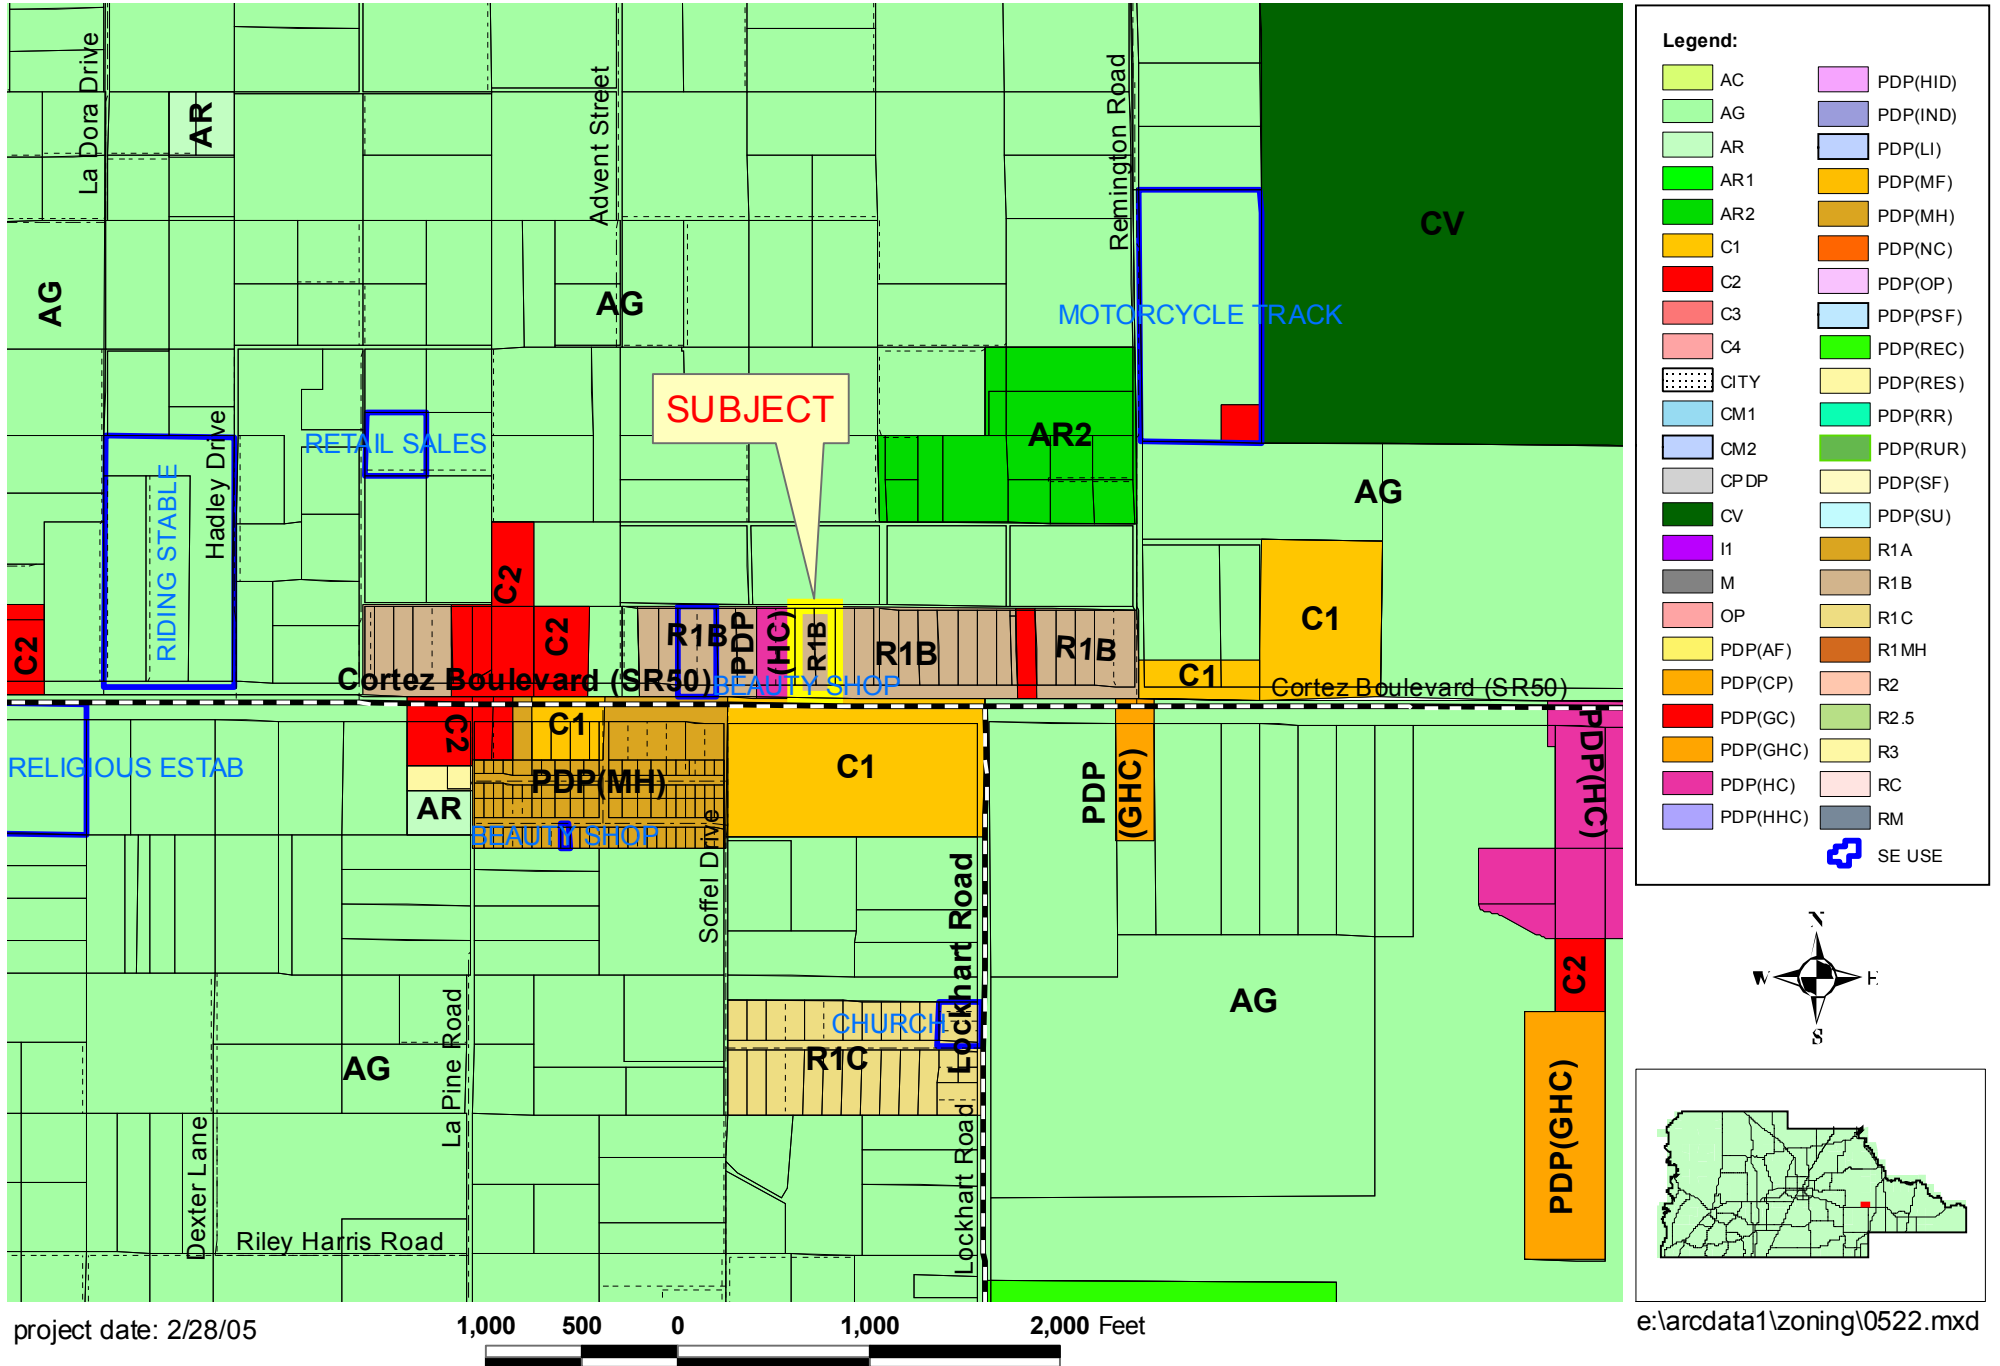 La Dora Drive
AR
Advent Street
Remington Road
CV
AG
AG
MOTORCYCLE TRACK
SUBJECT
RETAIL SALES
AR2
Hadley Drive
RIDING STABLE
AG
C2
C2
C2
R1B
PDP
(HC)
R1B
R1B
R1B
C1
C1
Cortez Boulevard (SR50)
BEAUTY SHOP
Cortez Boulevard (SR50)
C2
C1
PDP(HC)
RELIGIOUS ESTAB
PDP(MH)
C1
PDP
(GHC)
AR
BEAUTY SHOP
Soffel Drive
Lockhart Road
C2
AG
CHURCH
R1C
La Pine Road
AG
PDP(GHC)
Dexter Lane
Lockhart Road
Riley Harris Road
Legend:
AC
AG
AR
AR1
AR2
C1
C2
C3
C4
CITY
CM1
CM2
CPDP
CV
I1
M
OP
PDP(AF)
PDP(CP)
PDP(GC)
PDP(GHC)
PDP(HC)
PDP(HHC)
PDP(HID)
PDP(IND)
PDP(LI)
PDP(MF)
PDP(MH)
PDP(NC)
PDP(OP)
PDP(PSF)
PDP(REC)
PDP(RES)
PDP(RR)
PDP(RUR)
PDP(SF)
PDP(SU)
R1A
R1B
R1C
R1MH
R2
R2.5
R3
RC
RM
SE USE
N
W
S
project date: 2/28/05
1,000 500 0 1,000 2,000 Feet
e:\arcdata1\zoning\0522.mxd